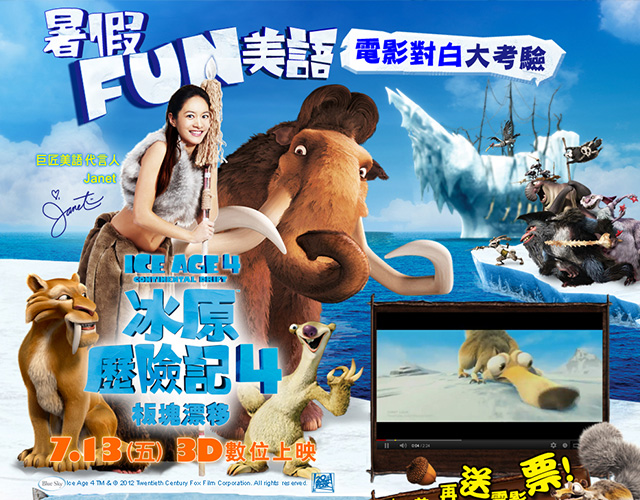 暑假
FUN美語
電影對白大考驗
巨匠美語 代言人
Janet
Janet
ICE AGE 4
CONTINENTAL DRIFT
冰原
歷險記4
板塊漂移
7.13(五) 3D數位上映
Blue Sky Ice Age 4 TM & © 2012 Twentieth Century Fox Film Corporation. All rights reserved.
再送電影票!